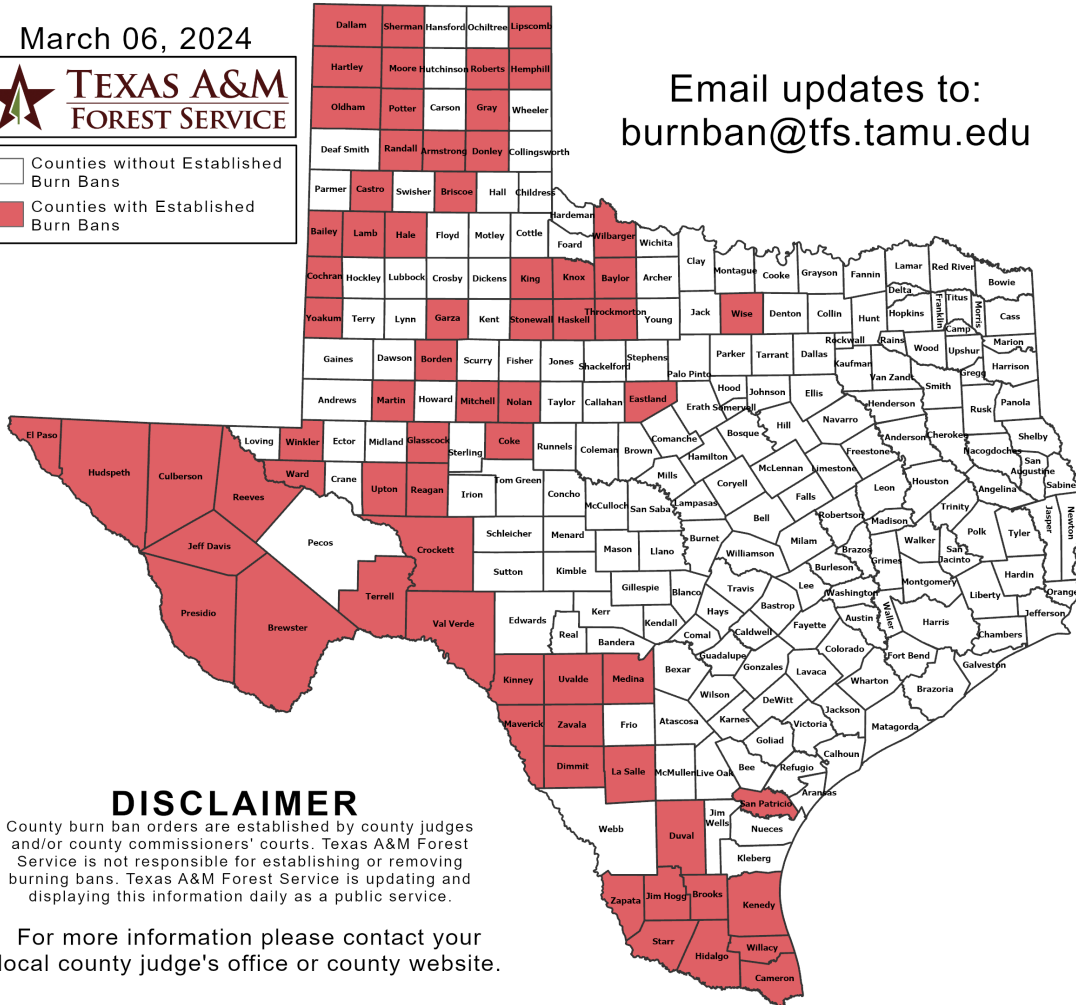 March 06, 2024
TEXAS A&M
FOREST SERVICE
Counties without Established
Burn Bans
Counties with Established
Burn Bans
Email updates to:
burnban@tfs.tamu.edu
Dallam Sherman Hansford Ochiltree Lipscomb
Hartley Moore Hutchinson Roberts Hemphill
Oldham Potter Carson Gray Wheeler
Deaf Smith Randall Armstrong Donley Collingsworth
Parmer Castro Swisher Briscoe Hall Childress
Hardeman
Bailey Lamb Hale Floyd Motley Cottle Foard Wilbarger Wichita
Clay Montague Cooke Grayson Fannin Lamar Red River Bowie
Cochran Hockley Lubbock Crosby Dickens King Knox Baylor Archer
Delta Franklin Titus Morris Cass
Yoakum Terry Lynn Garza Kent Stonewall Haskell Throckmorton Young Jack Wise Denton Collin Hunt Hopkins
Camp
Rockwall Rains Wood Upshur Marion
Gaines Dawson Borden Scurry Fisher Jones Shackelford Stephens Palo Pinto Parker Tarrant Dallas Kaufman Van Zandt Smith Gregg Harrison
Andrews Martin Howard Mitchell Nolan Taylor Callahan Eastland Erath Hood Somervell Johnson Ellis Henderson Rusk Panola
El Paso Hudspeth Culberson Reeves Loving Winkler Ector Midland Glasscock Sterling Coke Runnels Coleman Brown Comanche Bosque Hill Navarro Anderson Cherokee Nacogdoches Shelby
Hamilton Freestone San
Augustine Sabine
Ward Crane Upton Reagan Irion Tom Green Concho McCulloch San Saba Mills Lampasas Coryell McLennan Limestone Falls Leon Houston Angelina Trinity
Jeff Davis Pecos Crockett Schleicher Menard Mason Llano Burnet Bell Milam Robertson Madison Walker San
Jacinto Polk Tyler Jasper Newton
Presidio Brewster Terrell Val Verde Sutton Kimble Gillespie Blanco Williamson Travis Lee Burleson Brazos Grimes Montgomery Liberty Hardin Orange
Edwards Real Kerr Kendall Bandera Comal Hays Caldwell Bastrop Fayette Washington Austin Waller Harris Chambers Jefferson
Kinney Uvalde Medina Bexar Guadalupe Gonzales Lavaca Colorado Wharton Fort Bend Brazoria Galveston
Maverick Zavala Frio Atascosa Wilson Karnes DeWitt Victoria Jackson Matagorda
Dimmit La Salle McMullen Live Oak Bee Goliad Refugio Calhoun Aransas
Webb Duval Jim
Wells San Patricio Nueces
Kleberg
Zapata Jim Hogg Brooks Kenedy
Starr Hidalgo Willacy
Cameron
DISCLAIMER
County burn ban orders are established by county judges
and/or county commissioners' courts. Texas A&M Forest
Service is not responsible for establishing or removing
burning bans. Texas A&M Forest Service is updating and
displaying this information daily as a public service.
For more information please contact your
local county judge's office or county website.